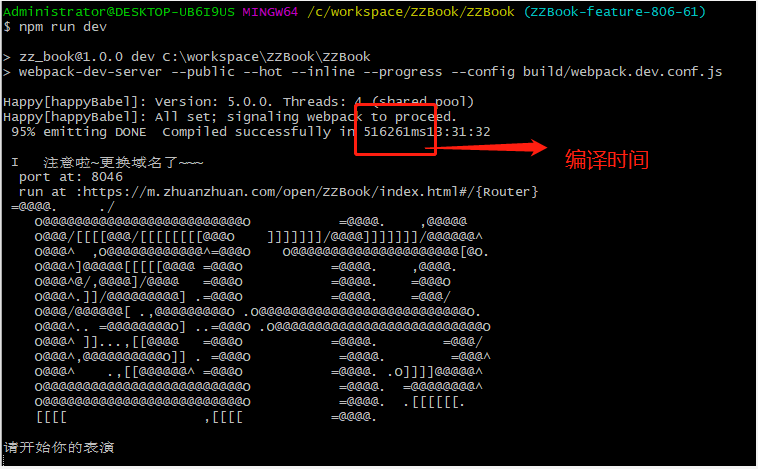 Administrator@DESKTOP-UB6I9US MINGW64 /c/workspace/ZZBook/ZZBook (ZZBook-feature-806-61)
$ npm run dev
> zz_book@1.0.0 dev C:\workspace\ZZBook\ZZBook
> webpack-dev-server --public --hot --inline --progress --config build/webpack.dev.conf.js
Happy[happyBabel]: Version: 5.0.0. Threads: 4 (shared pool)
Happy[happyBabel]: All set; signaling webpack to proceed.
95% emitting DONE  Compiled successfully in 516261ms13:31:32
编译时间
I   注意啦~更换域名了~~~
port at: 8046
run at :https://m.zhuanzhuan.com/open/ZZBook/index.html#/{Router}
请开始你的表演